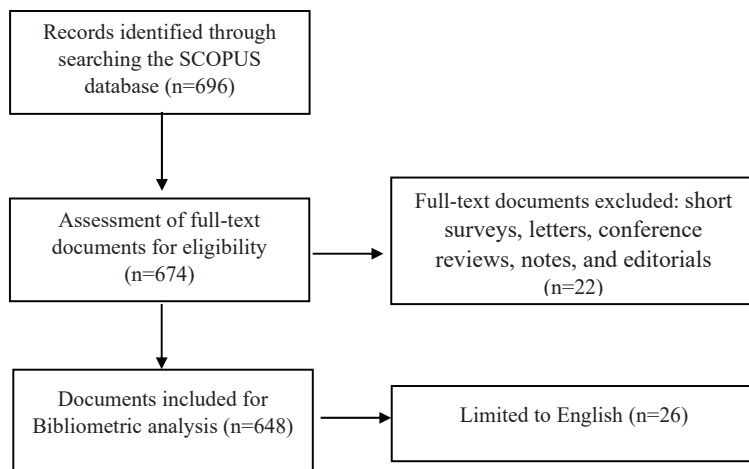 Records identified through
searching the SCOPUS
database (n=696)
Assessment of full-text
documents for eligibility
(n=674)
Full-text documents excluded: short
surveys, letters, conference
reviews, notes, and editorials
(n=22)
Documents included for
Bibliometric analysis (n=648)
Limited to English (n=26)